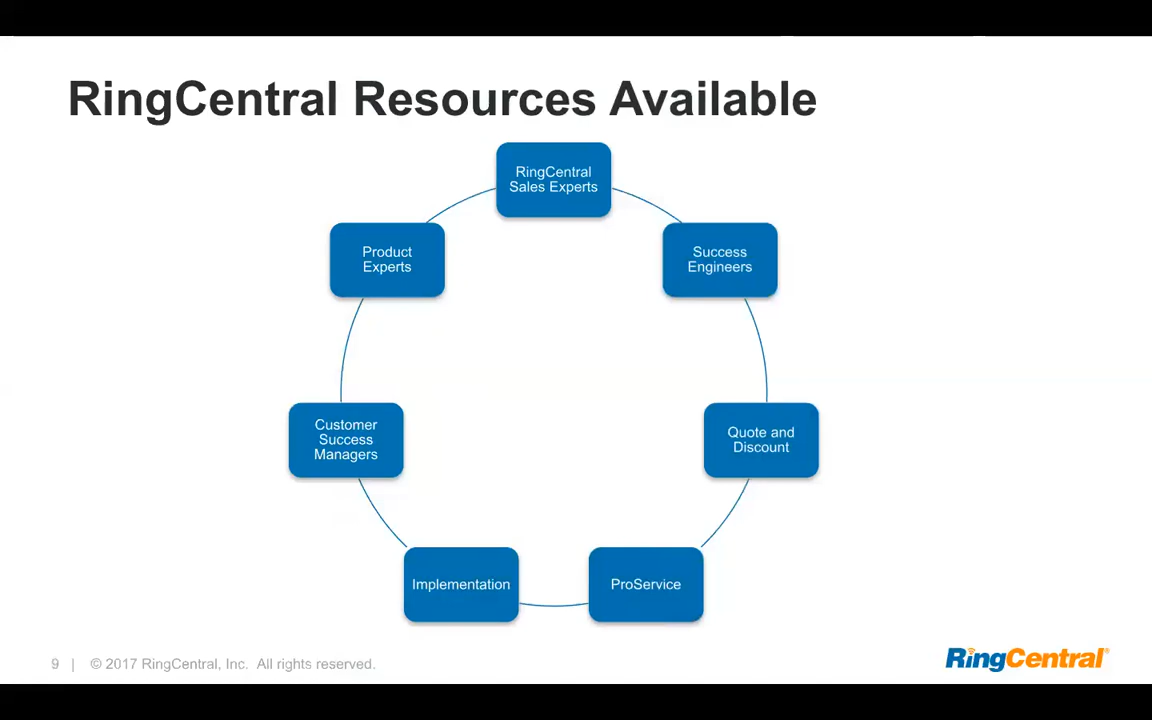 RingCentral Resources Available
RingCentral
Sales Experts
Product
Experts
Success
Engineers
Customer
Success
Managers
Quote and
Discount
Implementation
ProService
9 | © 2017 RingCentral, Inc. All rights reserved.
RingCentral®